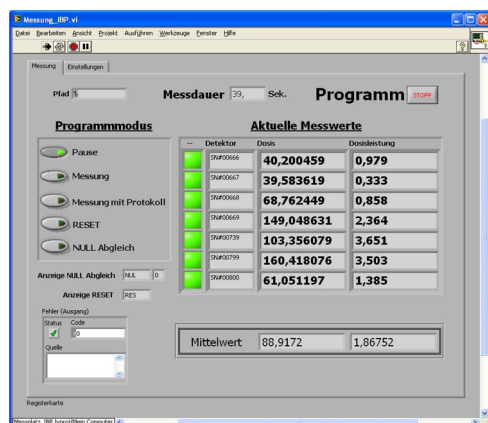 Messung_IBP.vi
Datei Bearbeiten Ansicht Projekt Ausführen Werkzeuge Fenster Hilfe
Messung Einstellungen
Pfad
Messdauer 39, Sek. Programm STOPP
Programmmodus
Pause
Messung
Messung mit Protokoll
RESET
NULL Abgleich
Anzeige NULL Abgleich NUL 0
Anzeige RESET RES
Fehler (Ausgang)
Status Code
0
Quelle
Aktuelle Messwerte
-- Detektor Dosis Dosisleistung
SN#00666 40,200459 0,979
SN#00667 39,583619 0,333
SN#00668 68,762449 0,858
SN#00669 149,048631 2,364
SN#00739 103,356079 3,651
SN#00799 160,418076 3,503
SN#00800 61,051197 1,385
Mittelwert 88,9172 1,86752
Registerkarte
Messplatz_IBP.lvproj/Mein Computer